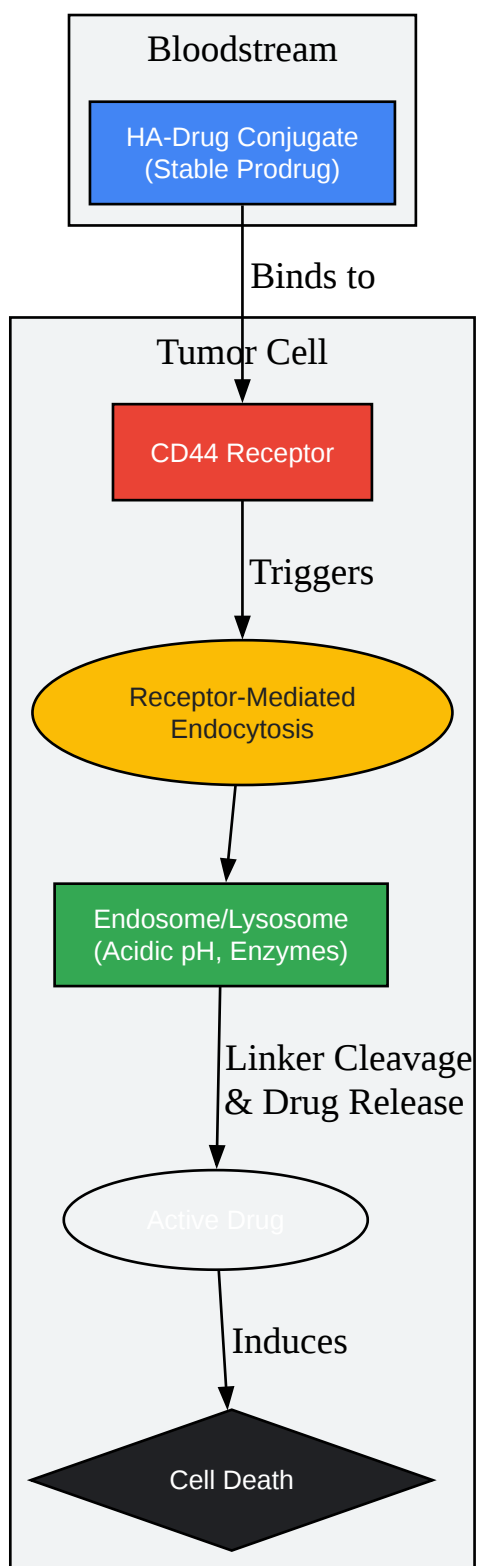 Bloodstream
HA-Drug Conjugate
(Stable Prodrug)
Binds to
Tumor Cell
CD44 Receptor
Triggers
Receptor-Mediated
Endocytosis
Endosome/Lysosome
(Acidic pH, Enzymes)
Linker Cleavage
& Drug Release
Active Drug
Induces
Cell Death